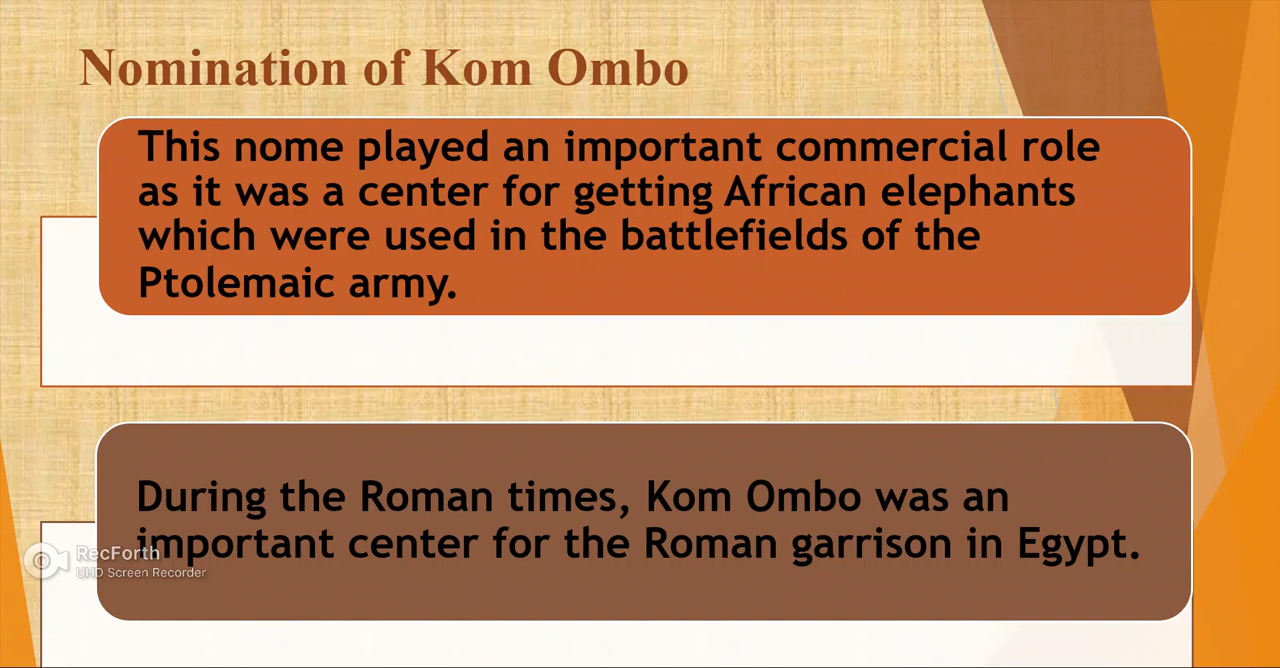 Nomination of Kom Ombo
This nome played an important commercial role
as it was a center for getting African elephants
which were used in the battlefields of the
Ptolemaic army.
During the Roman times, Kom Ombo was an
important center for the Roman garrison in Egypt.
RecForth
UHD Screen Recorder